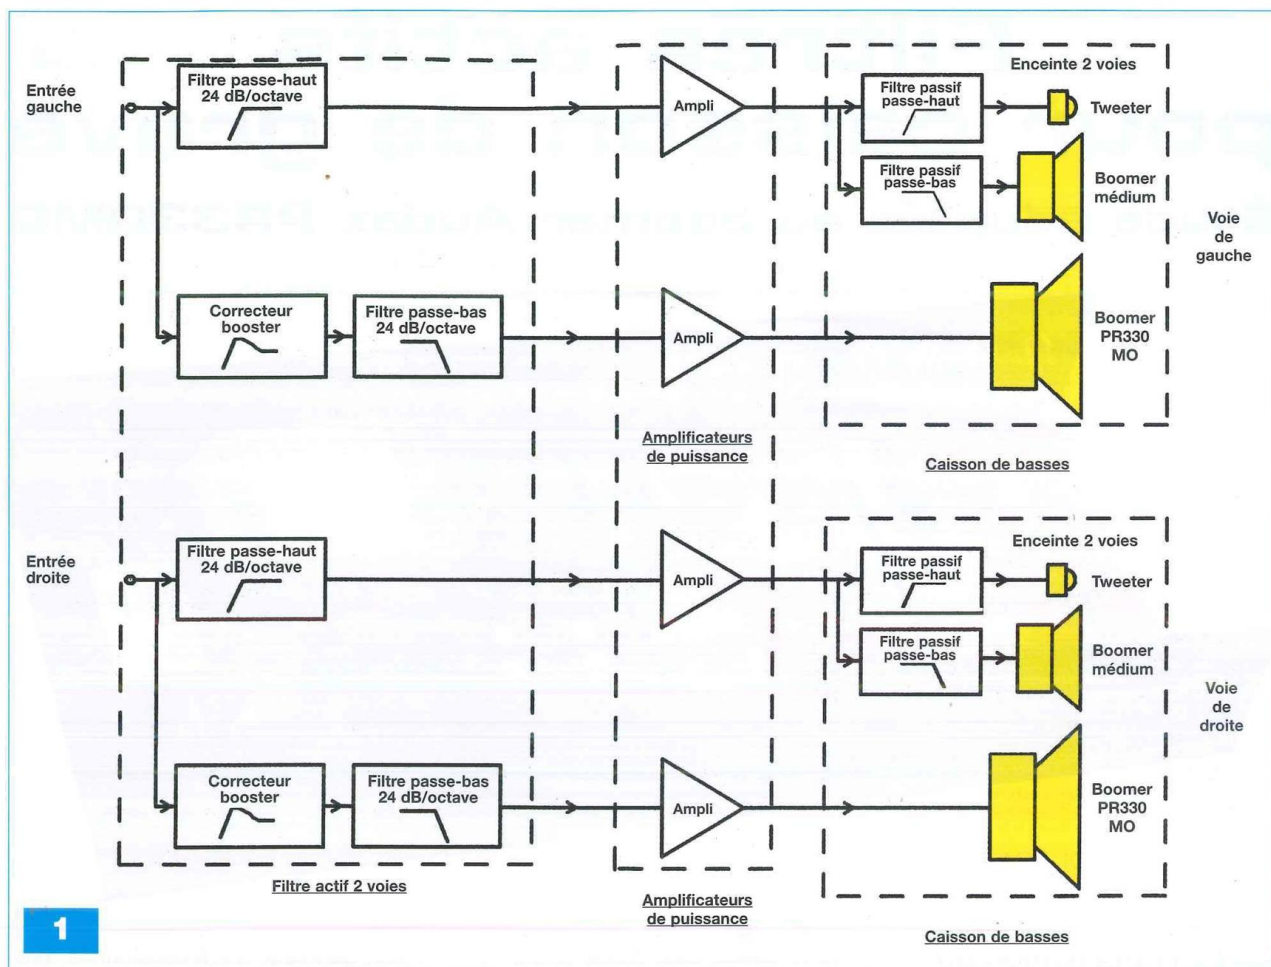 Entrée
gauche
Filtre passe-haut
24 dB/octave
Correcteur
booster
Filtre passe-bas
24 dB/octave
Ampli
Ampli
Amplificateurs
de puissance
Enceinte 2 voies
Filtre passif
passe-haut
Tweeter
Filtre passif
passe-bas
Boomer
médium
Voie
de
gauche
Boomer
PR330
MO
Caisson de basses
Entrée
droite
Filtre passe-haut
24 dB/octave
Correcteur
booster
Filtre passe-bas
24 dB/octave
Filtre actif 2 voies
Ampli
Ampli
Amplificateurs
de puissance
Enceinte 2 voies
Filtre passif
passe-haut
Tweeter
Filtre passif
passe-bas
Boomer
médium
Voie
de
droite
Boomer
PR330
MO
Caisson de basses
1